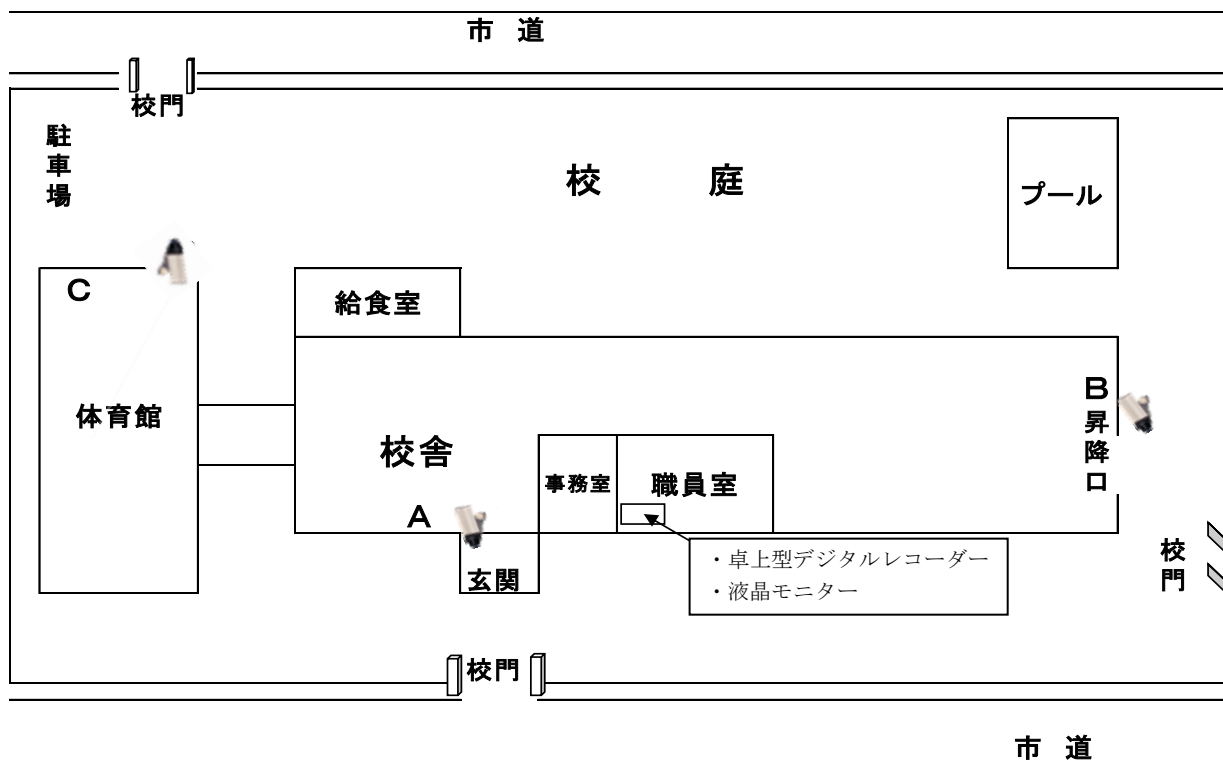 市 道
校門
駐車場
校 庭
プール
C
給食室
体育館
校舎
B
昇降口
事務室
職員室
A
玄関
・卓上型デジタルレコーダー
・液晶モニター
校門
校門
市 道